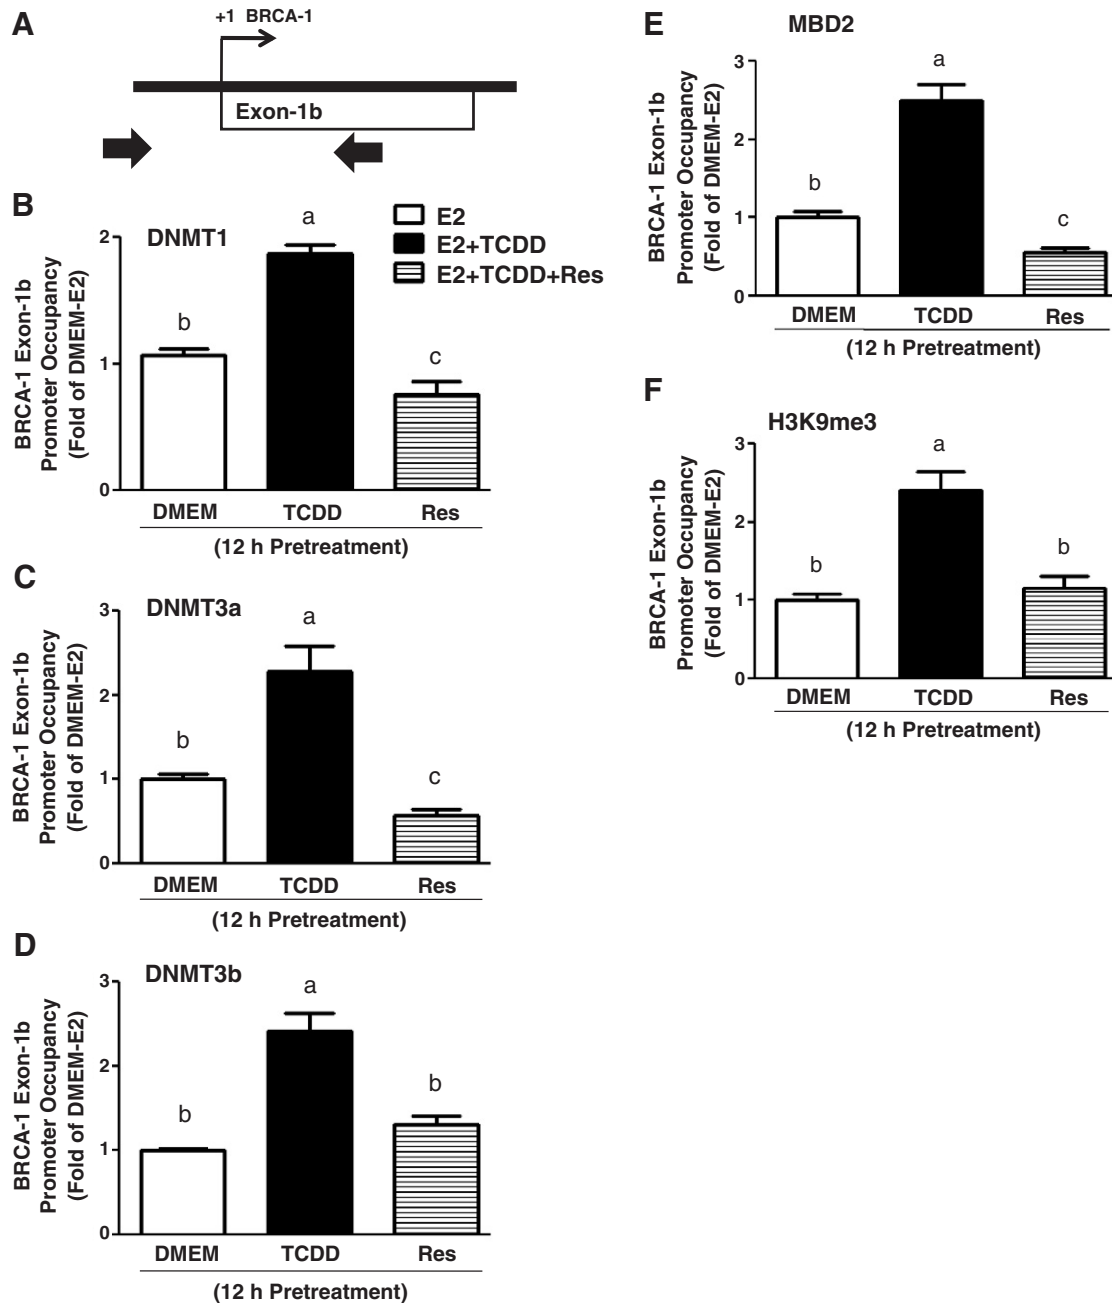 A
+1 BRCA-1
Exon-1b
B
DNMT1
E2
E2+TCDD
E2+TCDD+Res
BRCA-1 Exon-1b
Promoter Occupancy
(Fold of DMEM-E2)
2
1
0
b
a
c
DMEM TCDD Res
(12 h Pretreatment)
C
DNMT3a
BRCA-1 Exon-1b
Promoter Occupancy
(Fold of DMEM-E2)
3
2
1
0
b
a
c
DMEM TCDD Res
(12 h Pretreatment)
D
DNMT3b
BRCA-1 Exon-1b
Promoter Occupancy
(Fold of DMEM-E2)
3
2
1
0
b
a
b
DMEM TCDD Res
(12 h Pretreatment)
E
MBD2
BRCA-1 Exon-1b
Promoter Occupancy
(Fold of DMEM-E2)
3
2
1
0
b
a
c
DMEM TCDD Res
(12 h Pretreatment)
F
H3K9me3
BRCA-1 Exon-1b
Promoter Occupancy
(Fold of DMEM-E2)
3
2
1
0
b
a
b
DMEM TCDD Res
(12 h Pretreatment)